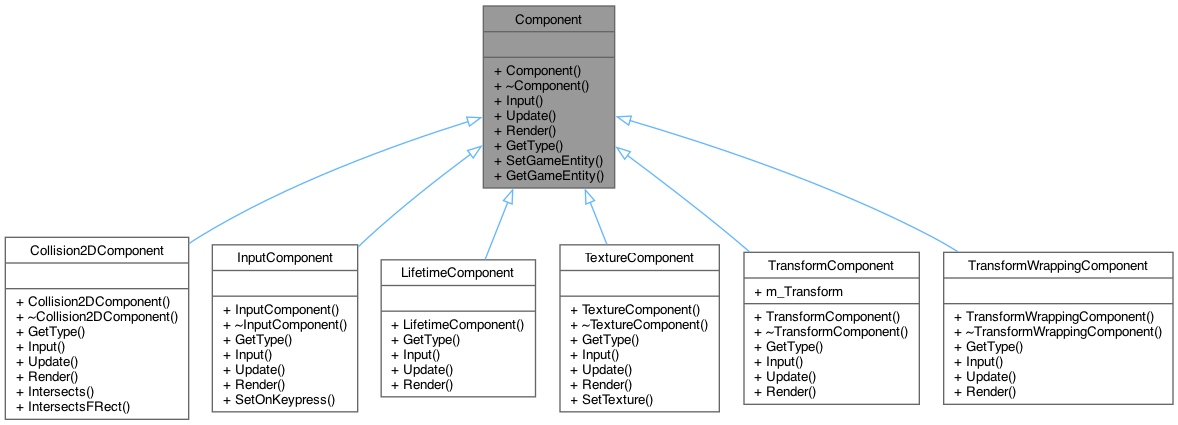 Component
+ Component()
+ ~Component()
+ Input()
+ Update()
+ Render()
+ GetType()
+ SetGameEntity()
+ GetGameEntity()
Collision2DComponent
+ Collision2DComponent()
+ ~Collision2DComponent()
+ GetType()
+ Input()
+ Update()
+ Render()
+ Intersects()
+ IntersectsFRect()
InputComponent
+ InputComponent()
+ ~InputComponent()
+ GetType()
+ Input()
+ Update()
+ Render()
+ SetOnKeypress()
LifetimeComponent
+ LifetimeComponent()
+ GetType()
+ Input()
+ Update()
+ Render()
TextureComponent
+ TextureComponent()
+ ~TextureComponent()
+ GetType()
+ Input()
+ Update()
+ Render()
+ SetTexture()
TransformComponent
+ m_Transform
+ TransformComponent()
+ ~TransformComponent()
+ GetType()
+ Input()
+ Update()
+ Render()
TransformWrappingComponent
+ TransformWrappingComponent()
+ ~TransformWrappingComponent()
+ GetType()
+ Input()
+ Update()
+ Render()